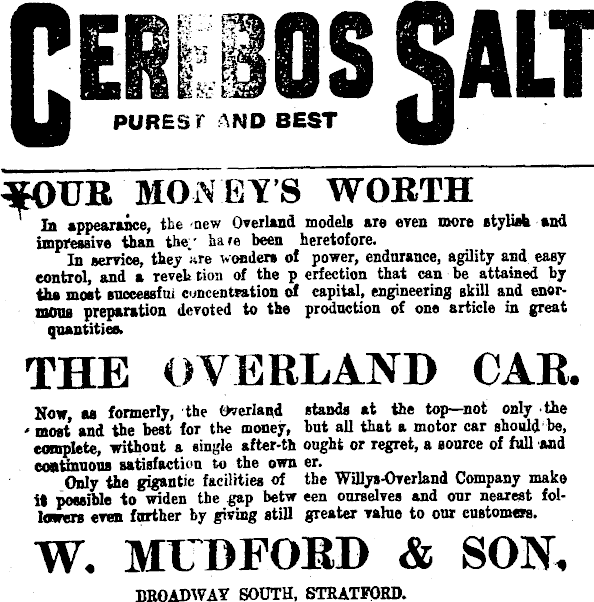 CEREBOS SALT
PUREST AND BEST
YOUR MONEY'S WORTH
In appearance, the new Overland models are even more stylish and
impressive than they have been heretofore.
In service, they are wonders of power, endurance, agility and easy
control, and a revelation of the perfection that can be attained by
the most successful concentration of capital, engineering skill and enor-
mous preparation devoted to the production of one article in great
quantities.
THE OVERLAND CAR.
Now, as formerly, the Overland stands at the top—not only the
most and the best for the money, but all that a motor car should be,
complete, without a single after-thought or regret, a source of full and
continuous satisfaction to the owner.
Only the gigantic facilities of the Willys-Overland Company make
it possible to widen the gap between ourselves and our nearest fol-
lowers even further by giving still greater value to our customers.
W. MUDFORD & SON,
BROADWAY SOUTH, STRATFORD.